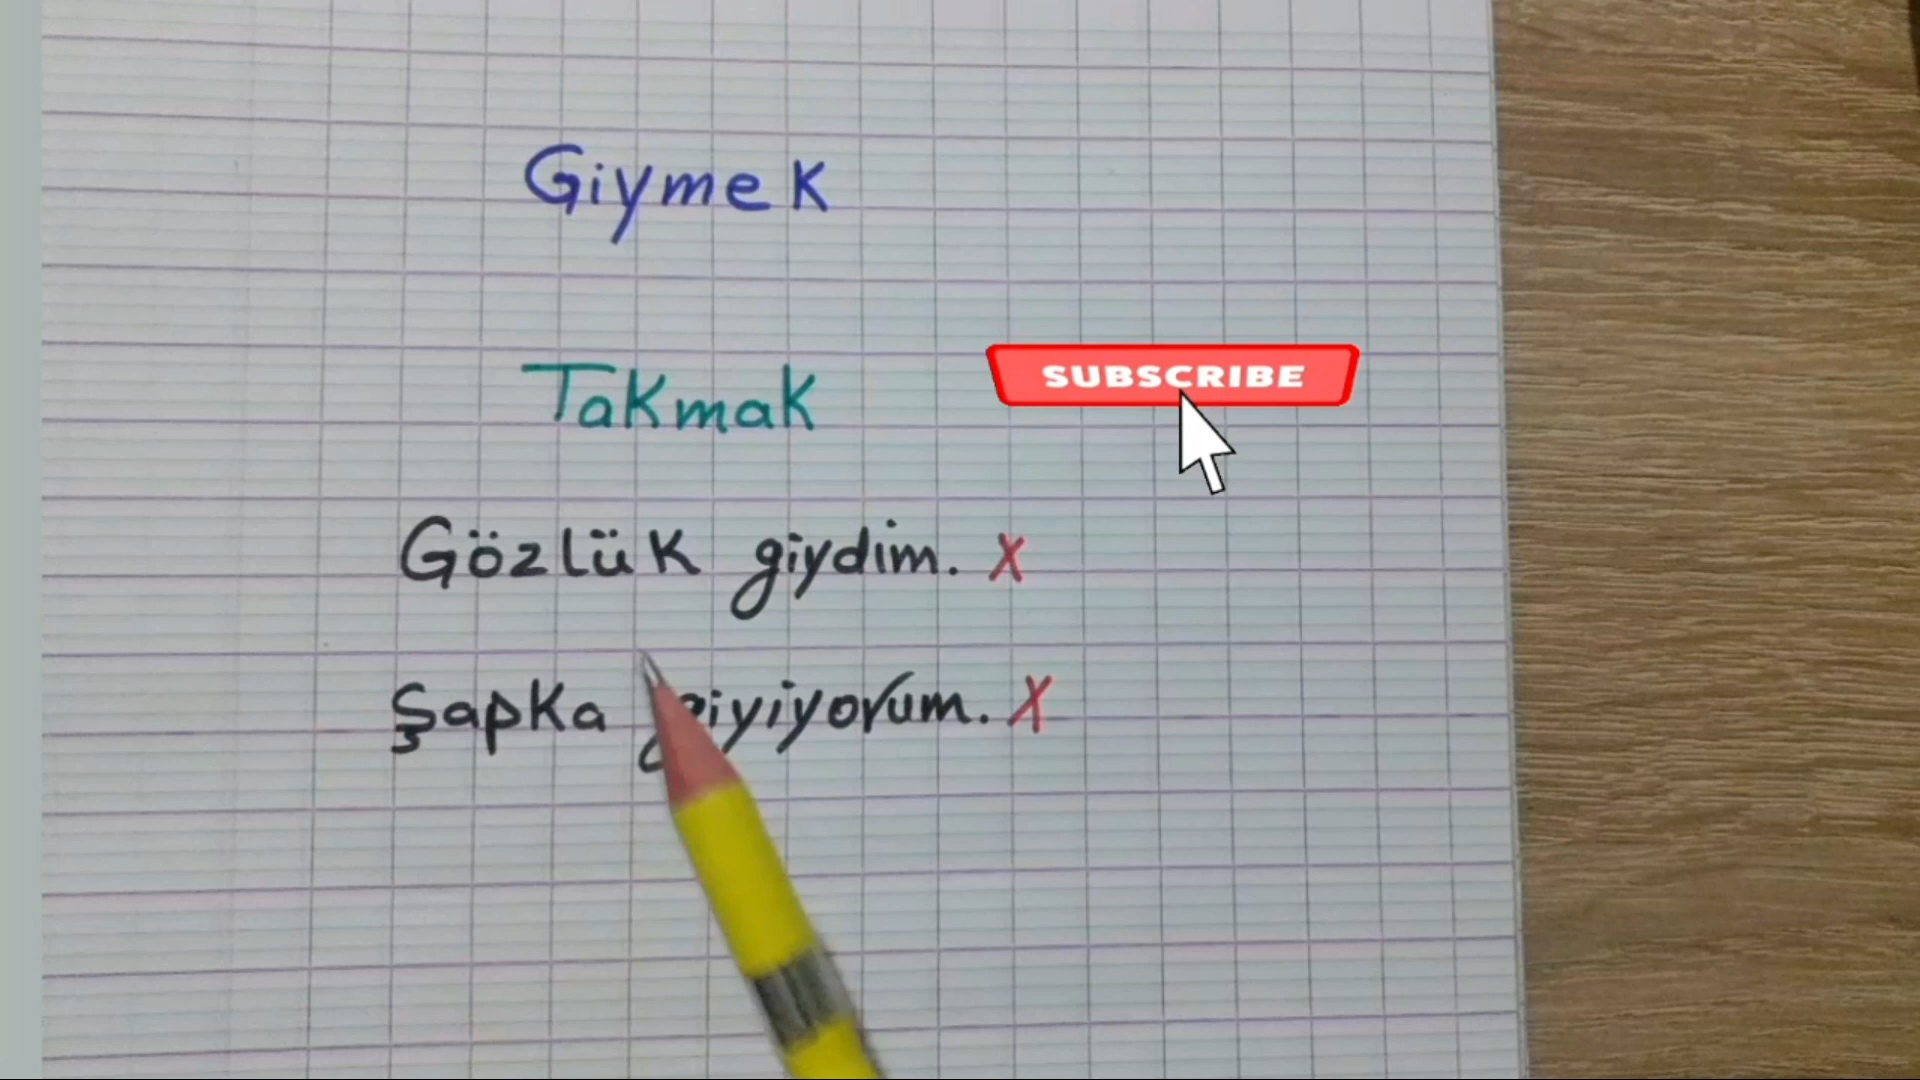 Giymek
Takmak
SUBSCRIBE
Gözlük giydim. X
Şapka giyiyorum. X